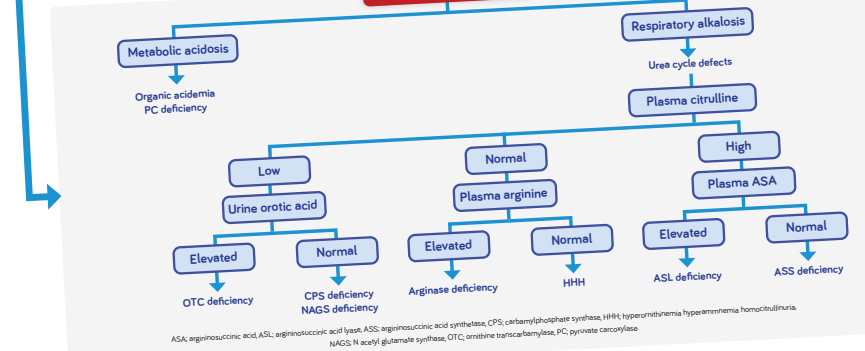 Metabolic acidosis
Organic acidemia
PC deficiency
Respiratory alkalosis
Urea cycle defects
Plasma citrulline
Low
Normal
High
Urine orotic acid
Plasma arginine
Plasma ASA
Elevated
Normal
Elevated
Normal
Elevated
Normal
OTC deficiency
CPS deficiency
NAGS deficiency
Arginase deficiency
HHH
ASL deficiency
ASS deficiency
ASA; argininosuccinic acid, ASL; argininosuccinic acid lyase, ASS; argininosuccinic acid synthetase, CPS; carbamylphosphate synthase, HHH; hyperornithinemia hyperammnemia homocitrullinuria,
NAGS; N acetyl glutamate synthase, OTC; ornithine transcarbamylase, PC; pyruvate carcoxylase.